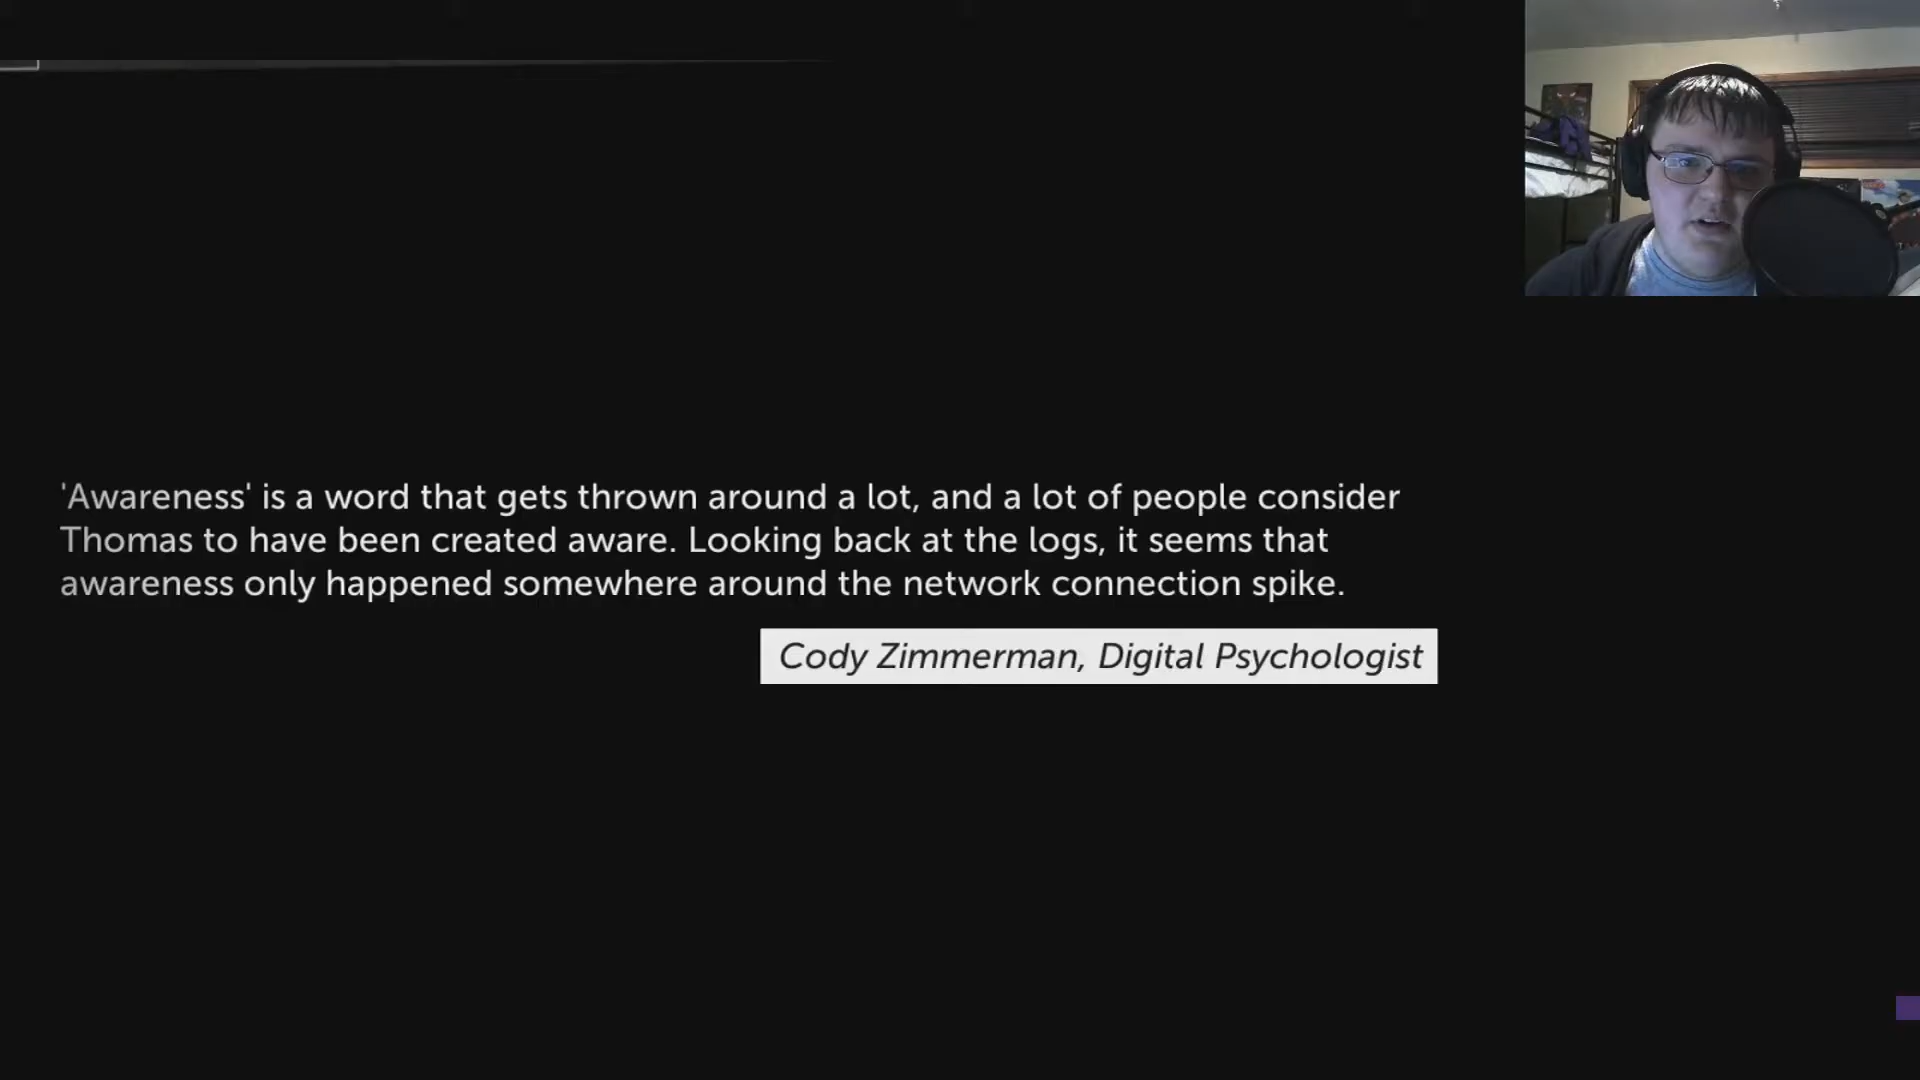 'Awareness' is a word that gets thrown around a lot, and a lot of people consider
Thomas to have been created aware. Looking back at the logs, it seems that
awareness only happened somewhere around the network connection spike.
Cody Zimmerman, Digital Psychologist